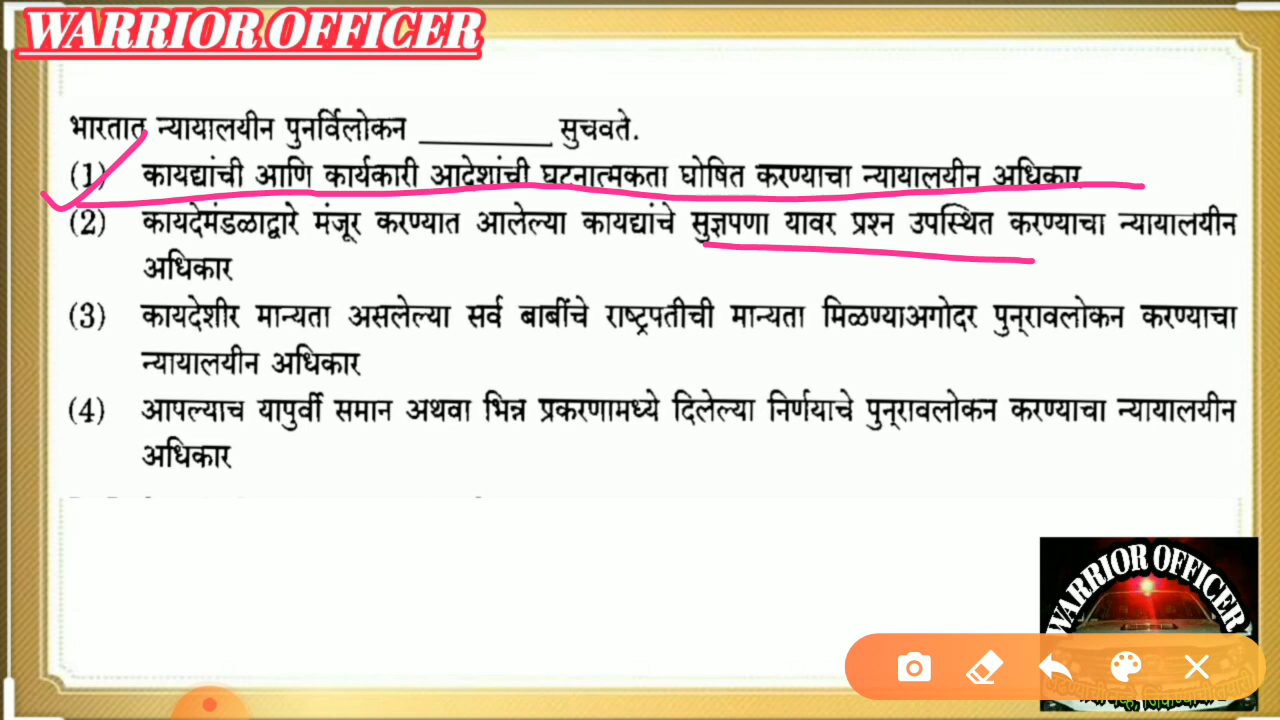 WARRIOR OFFICER
भारतात न्यायालयीन पुनर्विलोकन __________ सुचवते.
(1) कायद्यांची आणि कार्यकारी आदेशांची घटनात्मकता घोषित करण्याचा न्यायालयीन अधिकार
(2) कायदेमंडळाद्वारे मंजूर करण्यात आलेल्या कायद्यांचे सुज्ञपणा यावर प्रश्न उपस्थित करण्याचा न्यायालयीन
अधिकार
(3) कायदेशीर मान्यता असलेल्या सर्व बाबींचे राष्ट्रपतीची मान्यता मिळण्याअगोदर पुन्रावलोकन करण्याचा
न्यायालयीन अधिकार
(4) आपल्याच यापुर्वी समान अथवा भिन्न प्रकरणामध्ये दिलेल्या निर्णयाचे पुन्रावलोकन करण्याचा न्यायालयीन
अधिकार
WARRIOR OFFICER